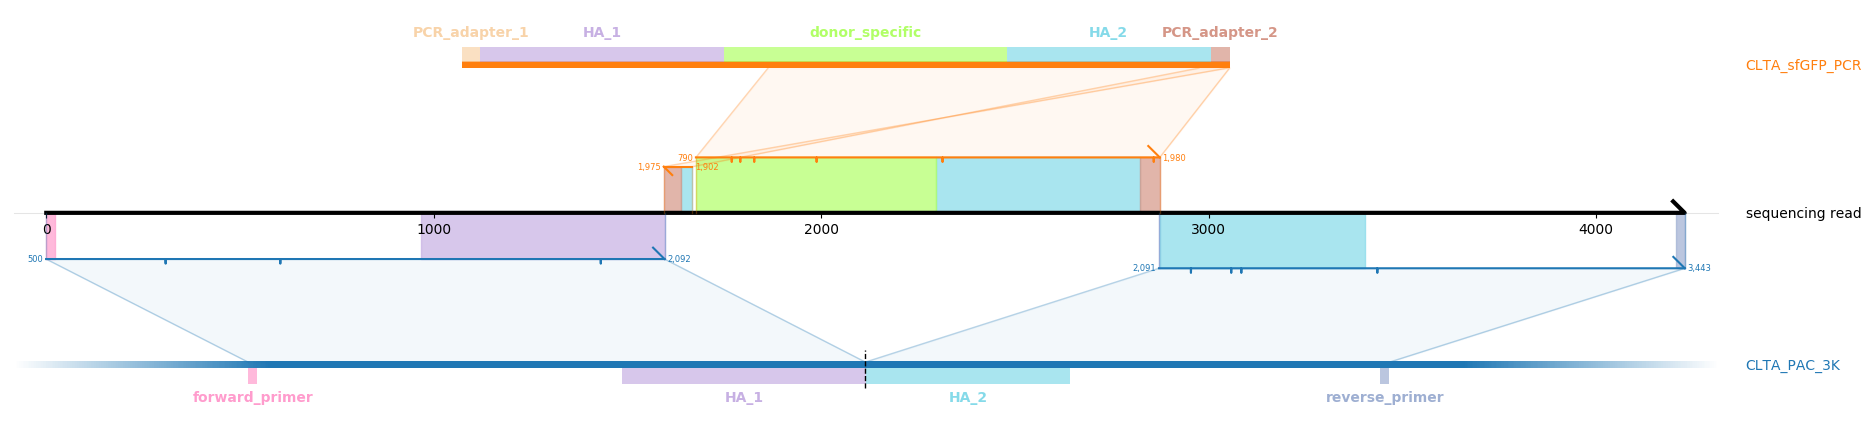 PCR_adapter_1 HA_1 donor_specific HA_2 PCR_adapter_2
CLTA_sfGFP_PCR
790 1,980
1,975 1,902
sequencing read
0 1000 2000 3000 4000
500 2,092
2,091 3,443
CLTA_PAC_3K
forward_primer HA_1 HA_2 reverse_primer